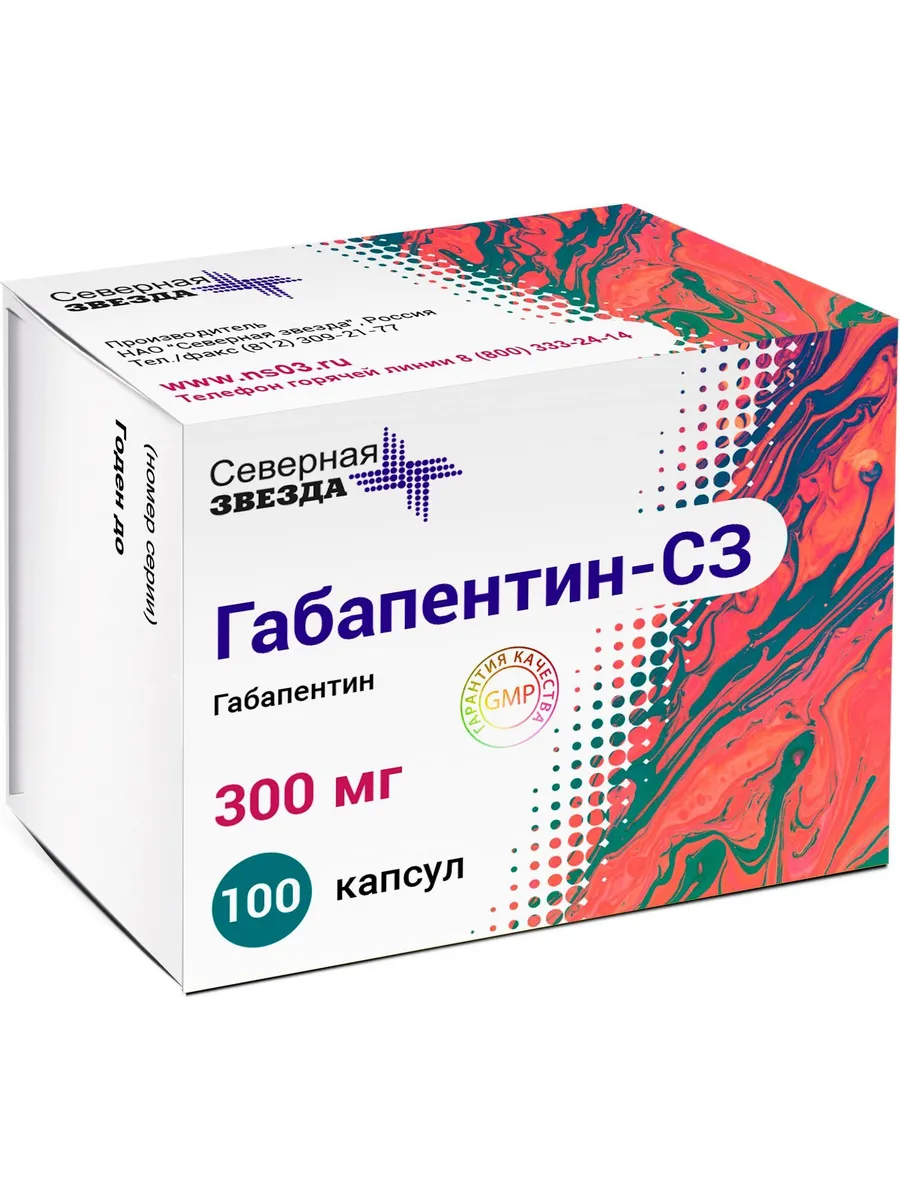 Северная
ЗВЕЗДА
Производитель
НАО "Северная звезда", Россия
Тел./факс (812) 309-21-77
www.ns03.ru
Телефон горячей линии 8 (800) 333-24-14
(номер серии)
Годен до
Северная
ЗВЕЗДА
Габапентин-СЗ
Габапентин
ГАРАНТИЯ КАЧЕСТВА
GMP
300 мг
100 капсул